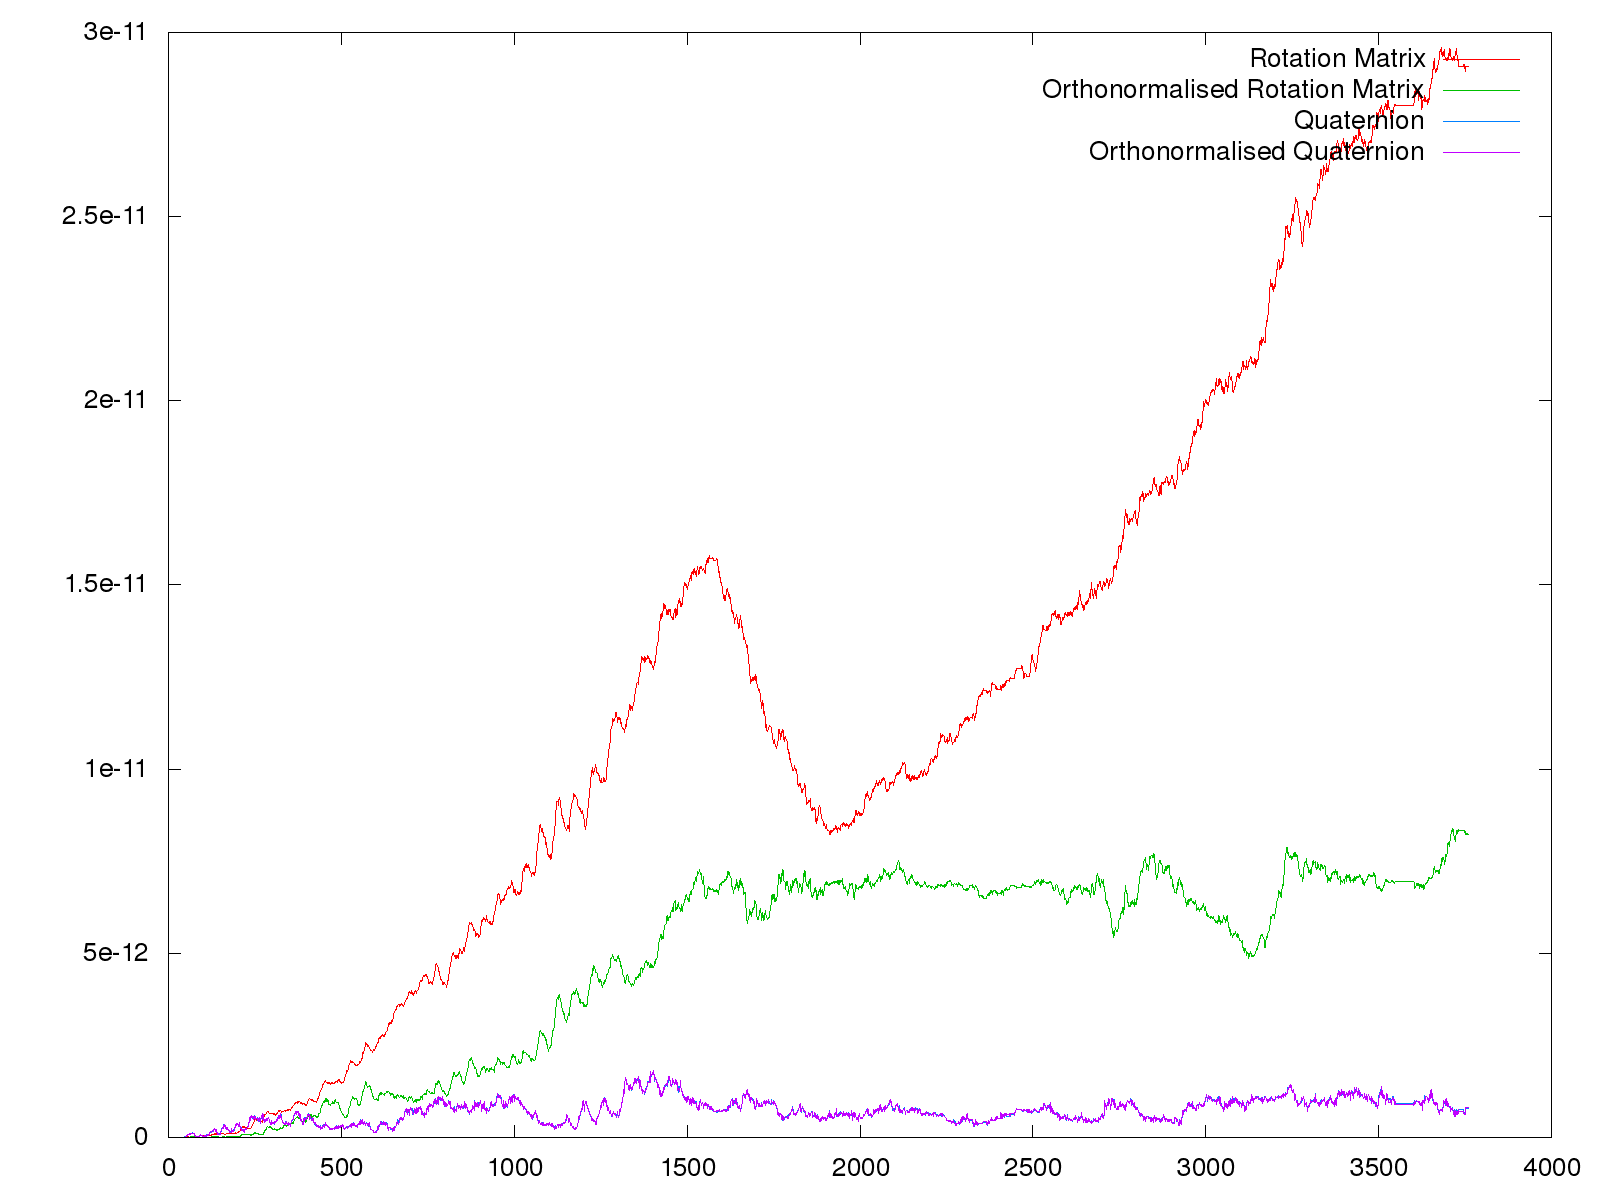 3e-11
2.5e-11
2e-11
1.5e-11
1e-11
5e-12
0
Rotation Matrix
Orthonormalised Rotation Matrix
Quaternion
Orthonormalised Quaternion
0 500 1000 1500 2000 2500 3000 3500 4000